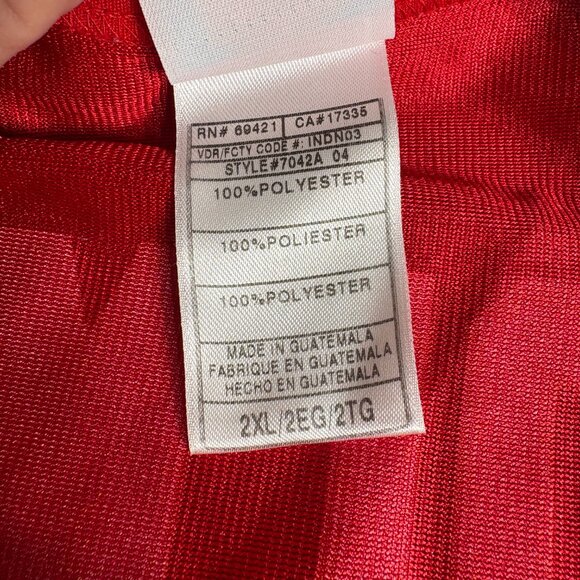 RN# 69421 CA#17335
VDR/FCTY CODE #: INDN03
STYLE#7042A 04
100%POLYESTER
100%POLIESTER
100%POLYESTER
MADE IN GUATEMALA
FABRIQUE EN GUATEMALA
HECHO EN GUATEMALA
2XL/2EG/2TG